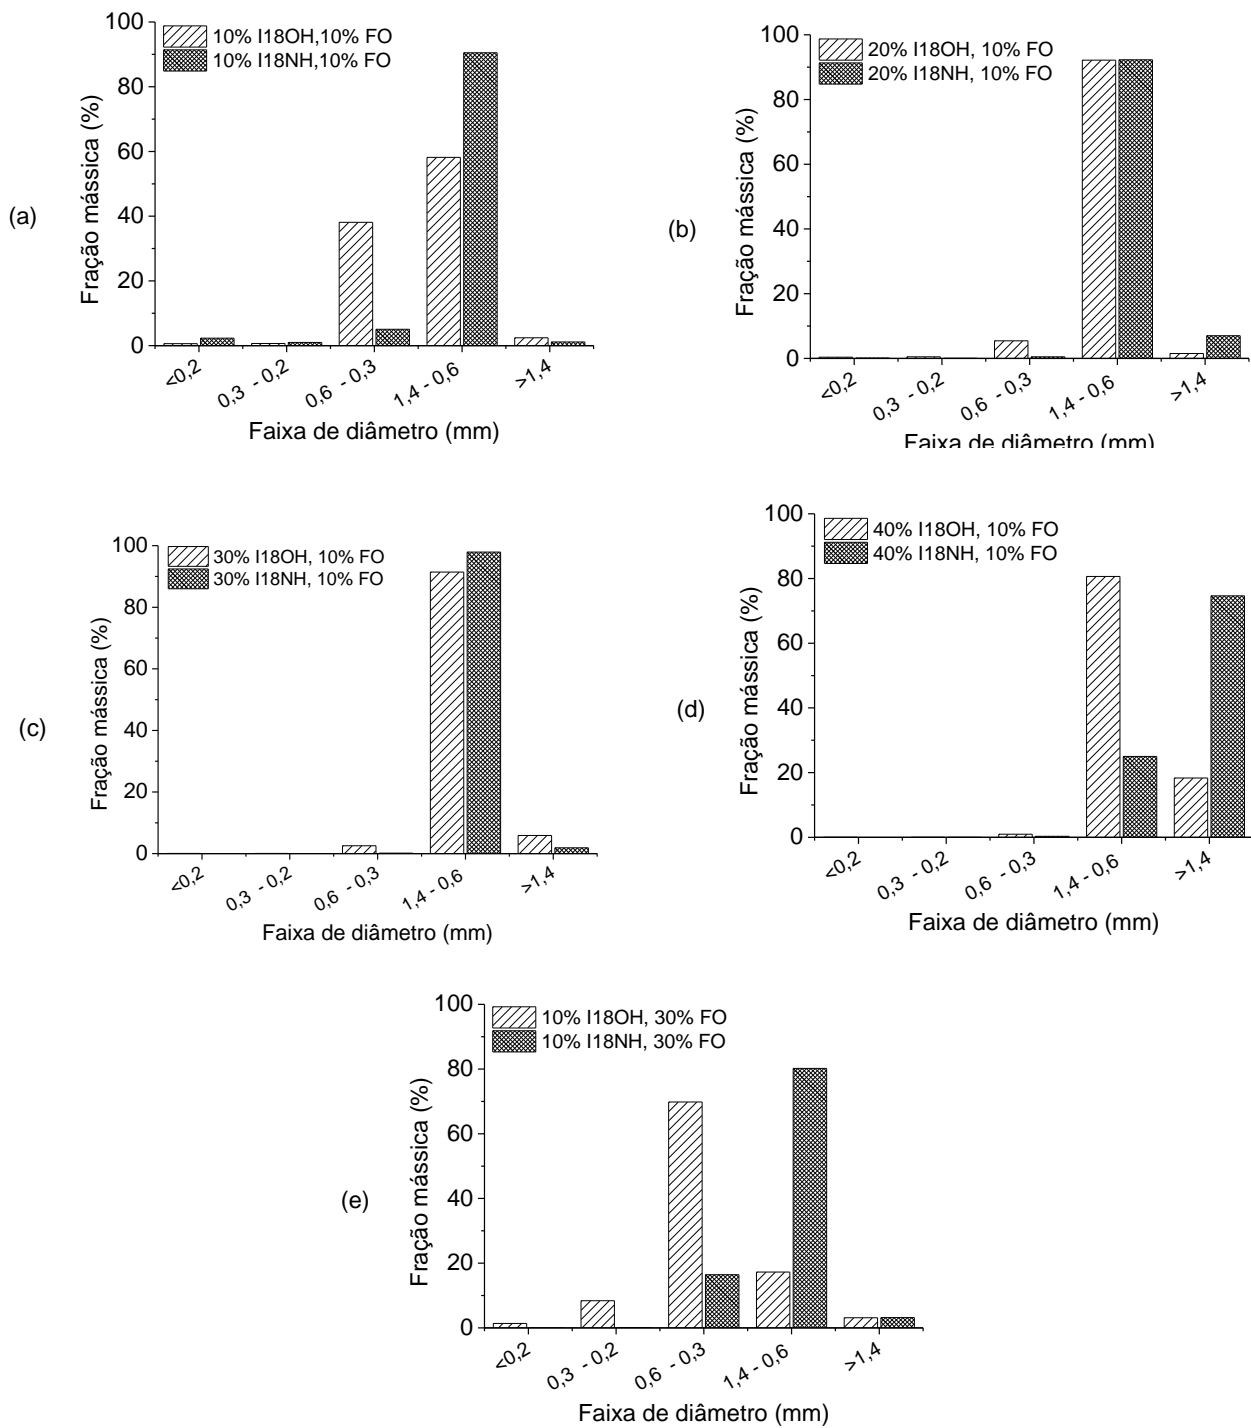 (a)
Fração mássica (%)
100
80
60
40
20
0
10% I18OH,10% FO
10% I18NH,10% FO
<0,2
0,3 - 0,2
0,6 - 0,3
1,4 - 0,6
>1,4
Faixa de diâmetro (mm)
(b)
Fração mássica (%)
100
80
60
40
20
0
20% I18OH, 10% FO
20% I18NH, 10% FO
<0,2
0,3 - 0,2
0,6 - 0,3
1,4 - 0,6
>1,4
Faixa de diâmetro (mm)
(c)
Fração mássica (%)
100
80
60
40
20
0
30% I18OH, 10% FO
30% I18NH, 10% FO
<0,2
0,3 - 0,2
0,6 - 0,3
1,4 - 0,6
>1,4
Faixa de diâmetro (mm)
(d)
Fração mássica (%)
100
80
60
40
20
0
40% I18OH, 10% FO
40% I18NH, 10% FO
<0,2
0,3 - 0,2
0,6 - 0,3
1,4 - 0,6
>1,4
Faixa de diâmetro (mm)
(e)
Fração mássica (%)
100
80
60
40
20
0
10% I18OH, 30% FO
10% I18NH, 30% FO
<0,2
0,3 - 0,2
0,6 - 0,3
1,4 - 0,6
>1,4
Faixa de diâmetro (mm)